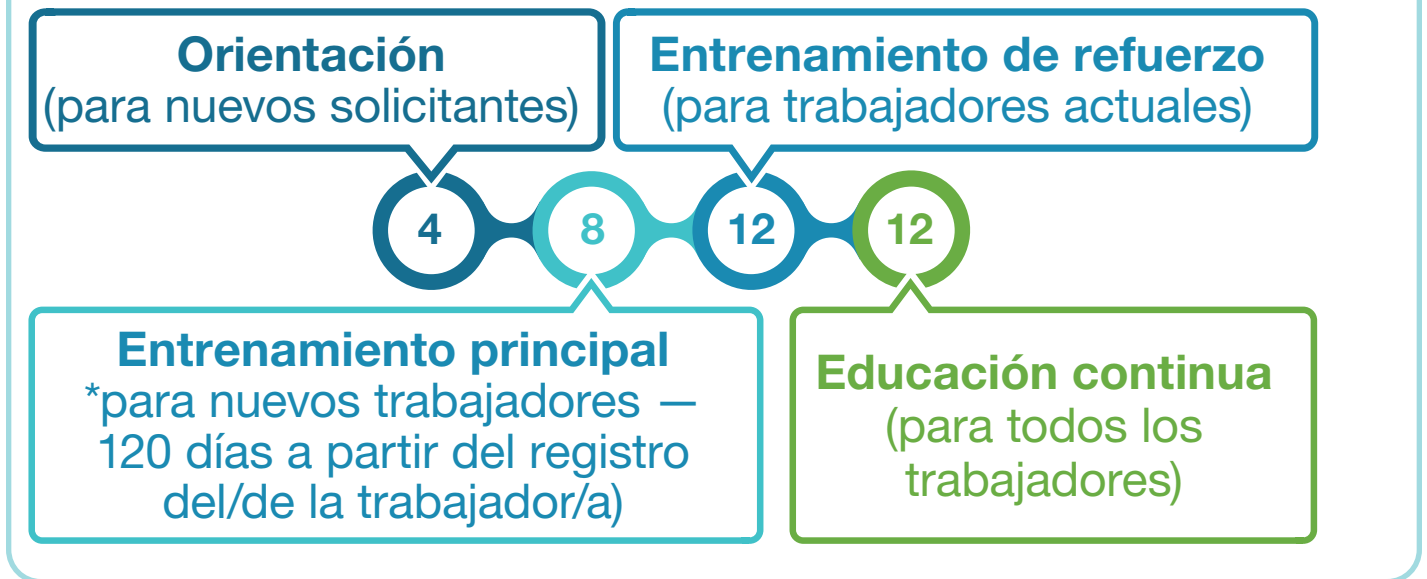 Orientación
(para nuevos solicitantes)
Entrenamiento de refuerzo
(para trabajadores actuales)
4
8
12
12
Entrenamiento principal
*para nuevos trabajadores —
120 días a partir del registro
del/de la trabajador/a)
Educación continua
(para todos los
trabajadores)